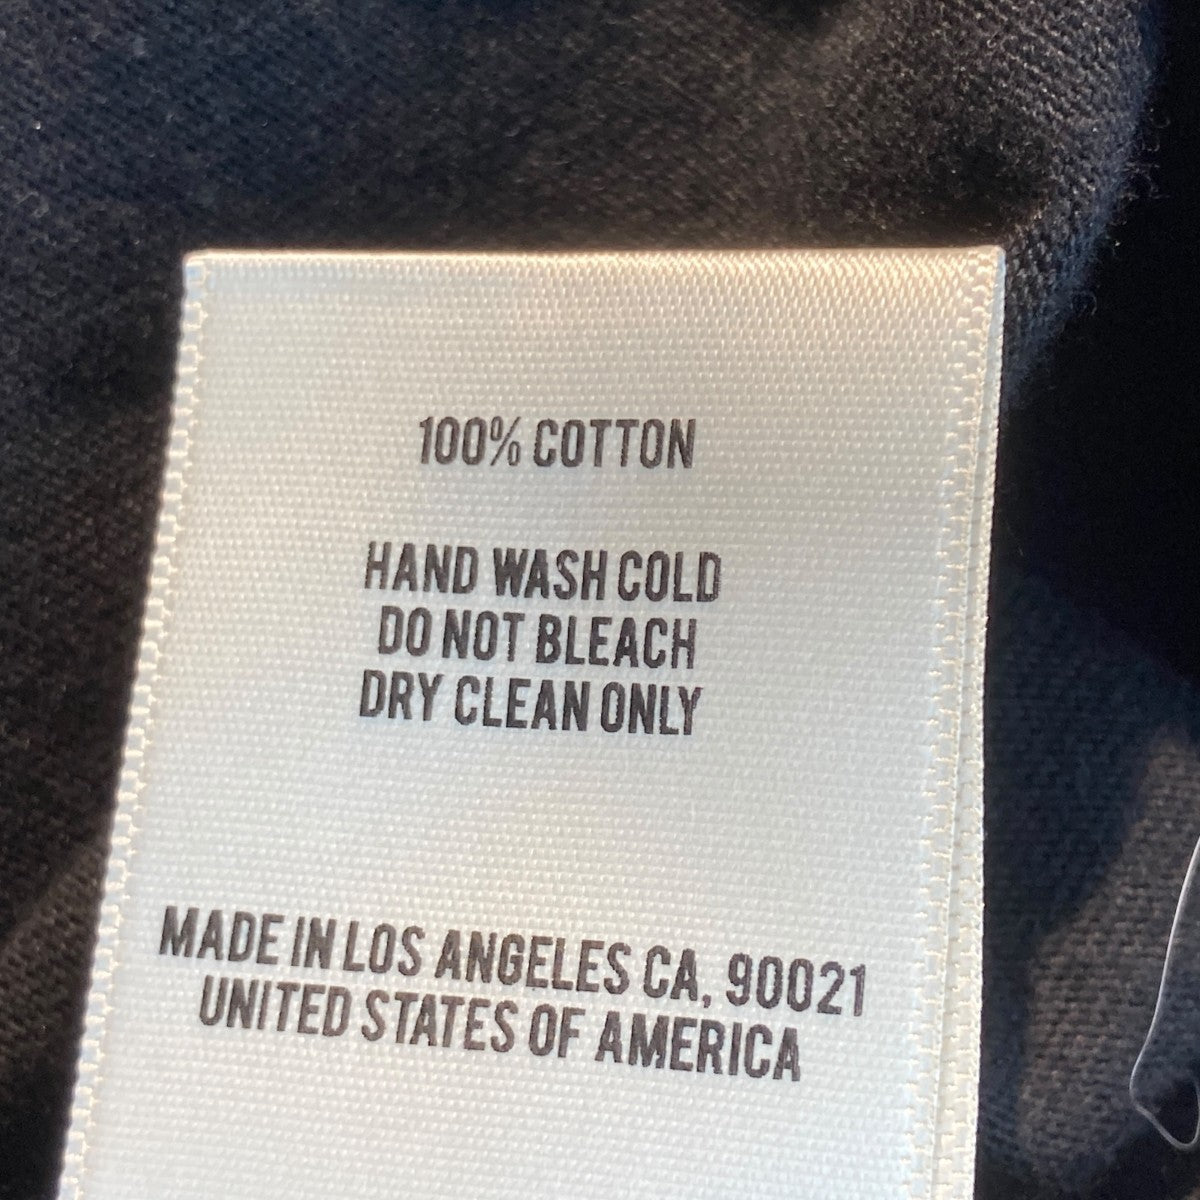 100% COTTON
HAND WASH COLD
DO NOT BLEACH
DRY CLEAN ONLY
MADE IN LOS ANGELES CA, 90021
UNITED STATES OF AMERICA